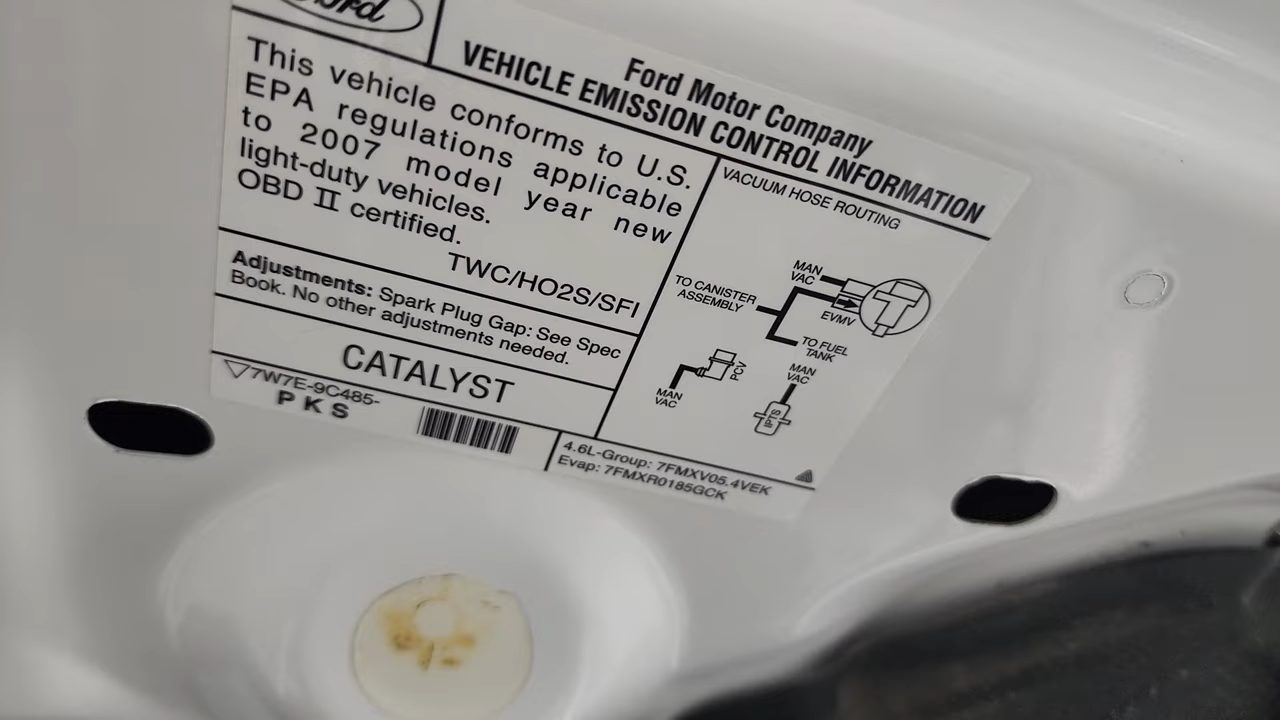 Ford
Ford Motor Company
VEHICLE EMISSION CONTROL INFORMATION
This vehicle conforms to U.S.
EPA regulations applicable
to 2007 model year new
light-duty vehicles.
OBD II certified.
TWC/HO2S/SFI
Adjustments: Spark Plug Gap: See Spec
Book. No other adjustments needed.
CATALYST
7W7E-9C485-
PKS
VACUUM HOSE ROUTING
MAN
VAC
TO CANISTER
ASSEMBLY
EVMV
TO FUEL
TANK
PCV
MAN
VAC
MAN
VAC
IPTS
4.6L-Group: 7FMXV05.4VEK
Evap: 7FMXR0185GCK